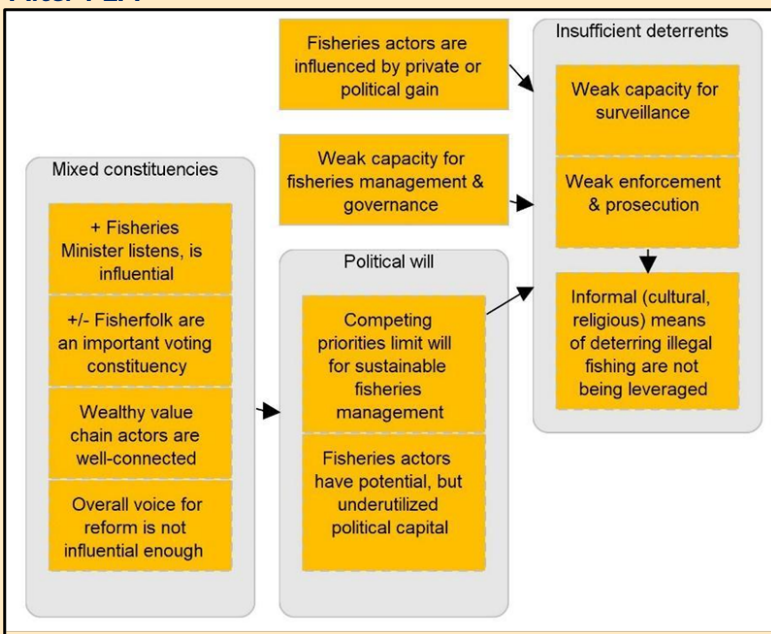 After PEA
Mixed constituencies
+ Fisheries
Minister listens, is
influential
+/- Fisherfolk are
an important voting
constituency
Wealthy value
chain actors are
well-connected
Overall voice for
reform is not
influential enough
Fisheries actors are
influenced by private or
political gain
Weak capacity for
fisheries management &
governance
Political will
Competing
priorities limit will
for sustainable
fisheries
management
Fisheries actors
have potential, but
underutilized
political capital
Insufficient deterrents
Weak capacity for
surveillance
Weak enforcement
& prosecution
Informal (cultural,
religious) means
of deterring illegal
fishing are not
being leveraged